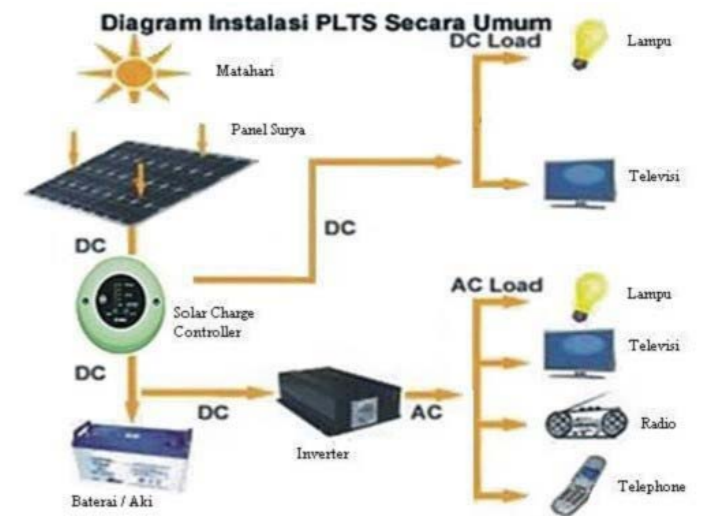 Diagram Instalasi PLTS Secara Umum
DC Load
Lampu
Matahari
Panel Surya
Televisi
DC
DC
AC Load
Lampu
Solar Charge
Controller
Televisi
DC
DC
AC
Radio
Inverter
Telephone
Baterai / Aki